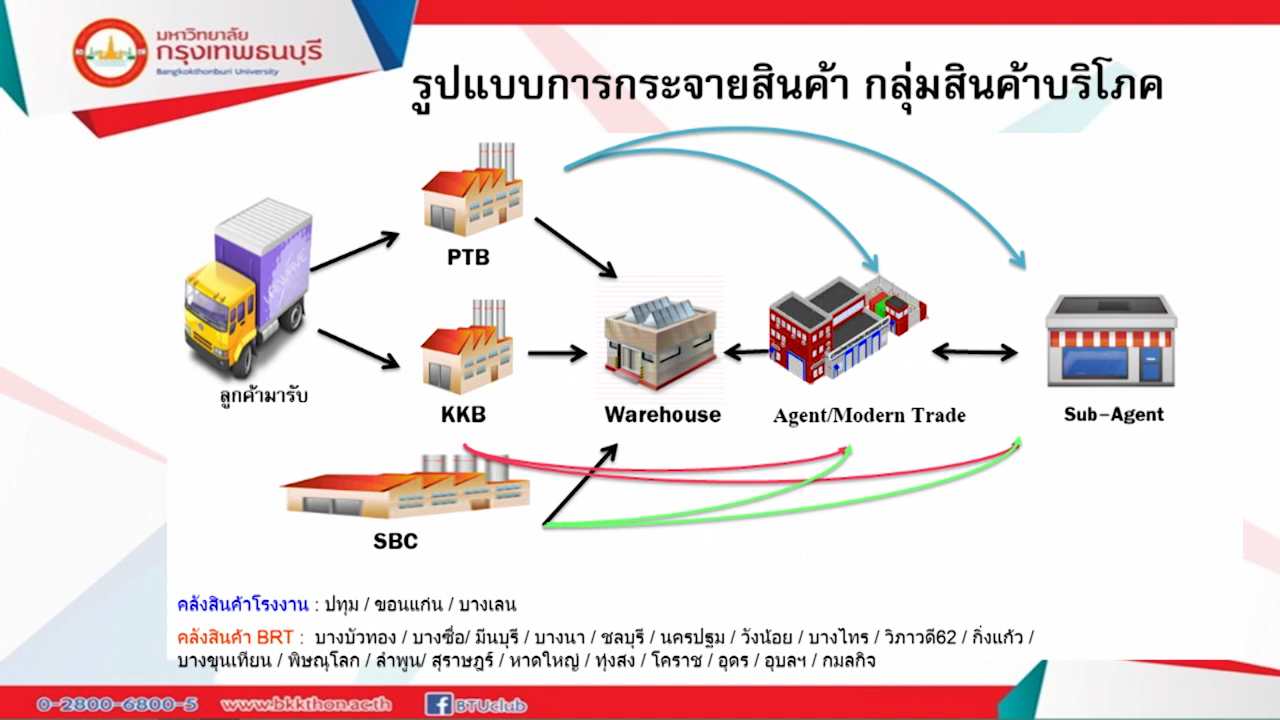 มหาวิทยาลัย
กรุงเทพธนบุรี
Bangkokthonburi University
รูปแบบการกระจายสินค้า กลุ่มสินค้าบริโภค
PTB
ลูกค้ามารับ
KKB
Warehouse
Agent/Modern Trade
Sub-Agent
SBC
คลังสินค้าโรงงาน : ปทุม / ขอนแก่น / บางเลน
คลังสินค้า BRT : บางบัวทอง / บางซื่อ/ มีนบุรี / บางนา / ชลบุรี / นครปฐม / วังน้อย / บางไทร / วิภาวดี62 / กิ่งแก้ว /
บางขุนเทียน / พิษณุโลก / ลำพูน/ สุราษฎร์ / หาดใหญ่ / ทุ่งสง / โคราช / อุดร / อุบลฯ / กมลกิจ
0-2800-6800-5 www.bkkthon.ac.th BTUclub